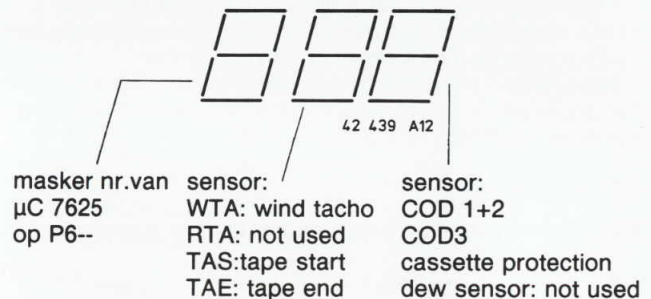 42 439 A12
masker nr.van
µC 7625
op P6--
sensor:
WTA: wind tacho
RTA: not used
TAS:tape start
TAE: tape end
sensor:
COD 1+2
COD3
cassette protection
dew sensor: not used